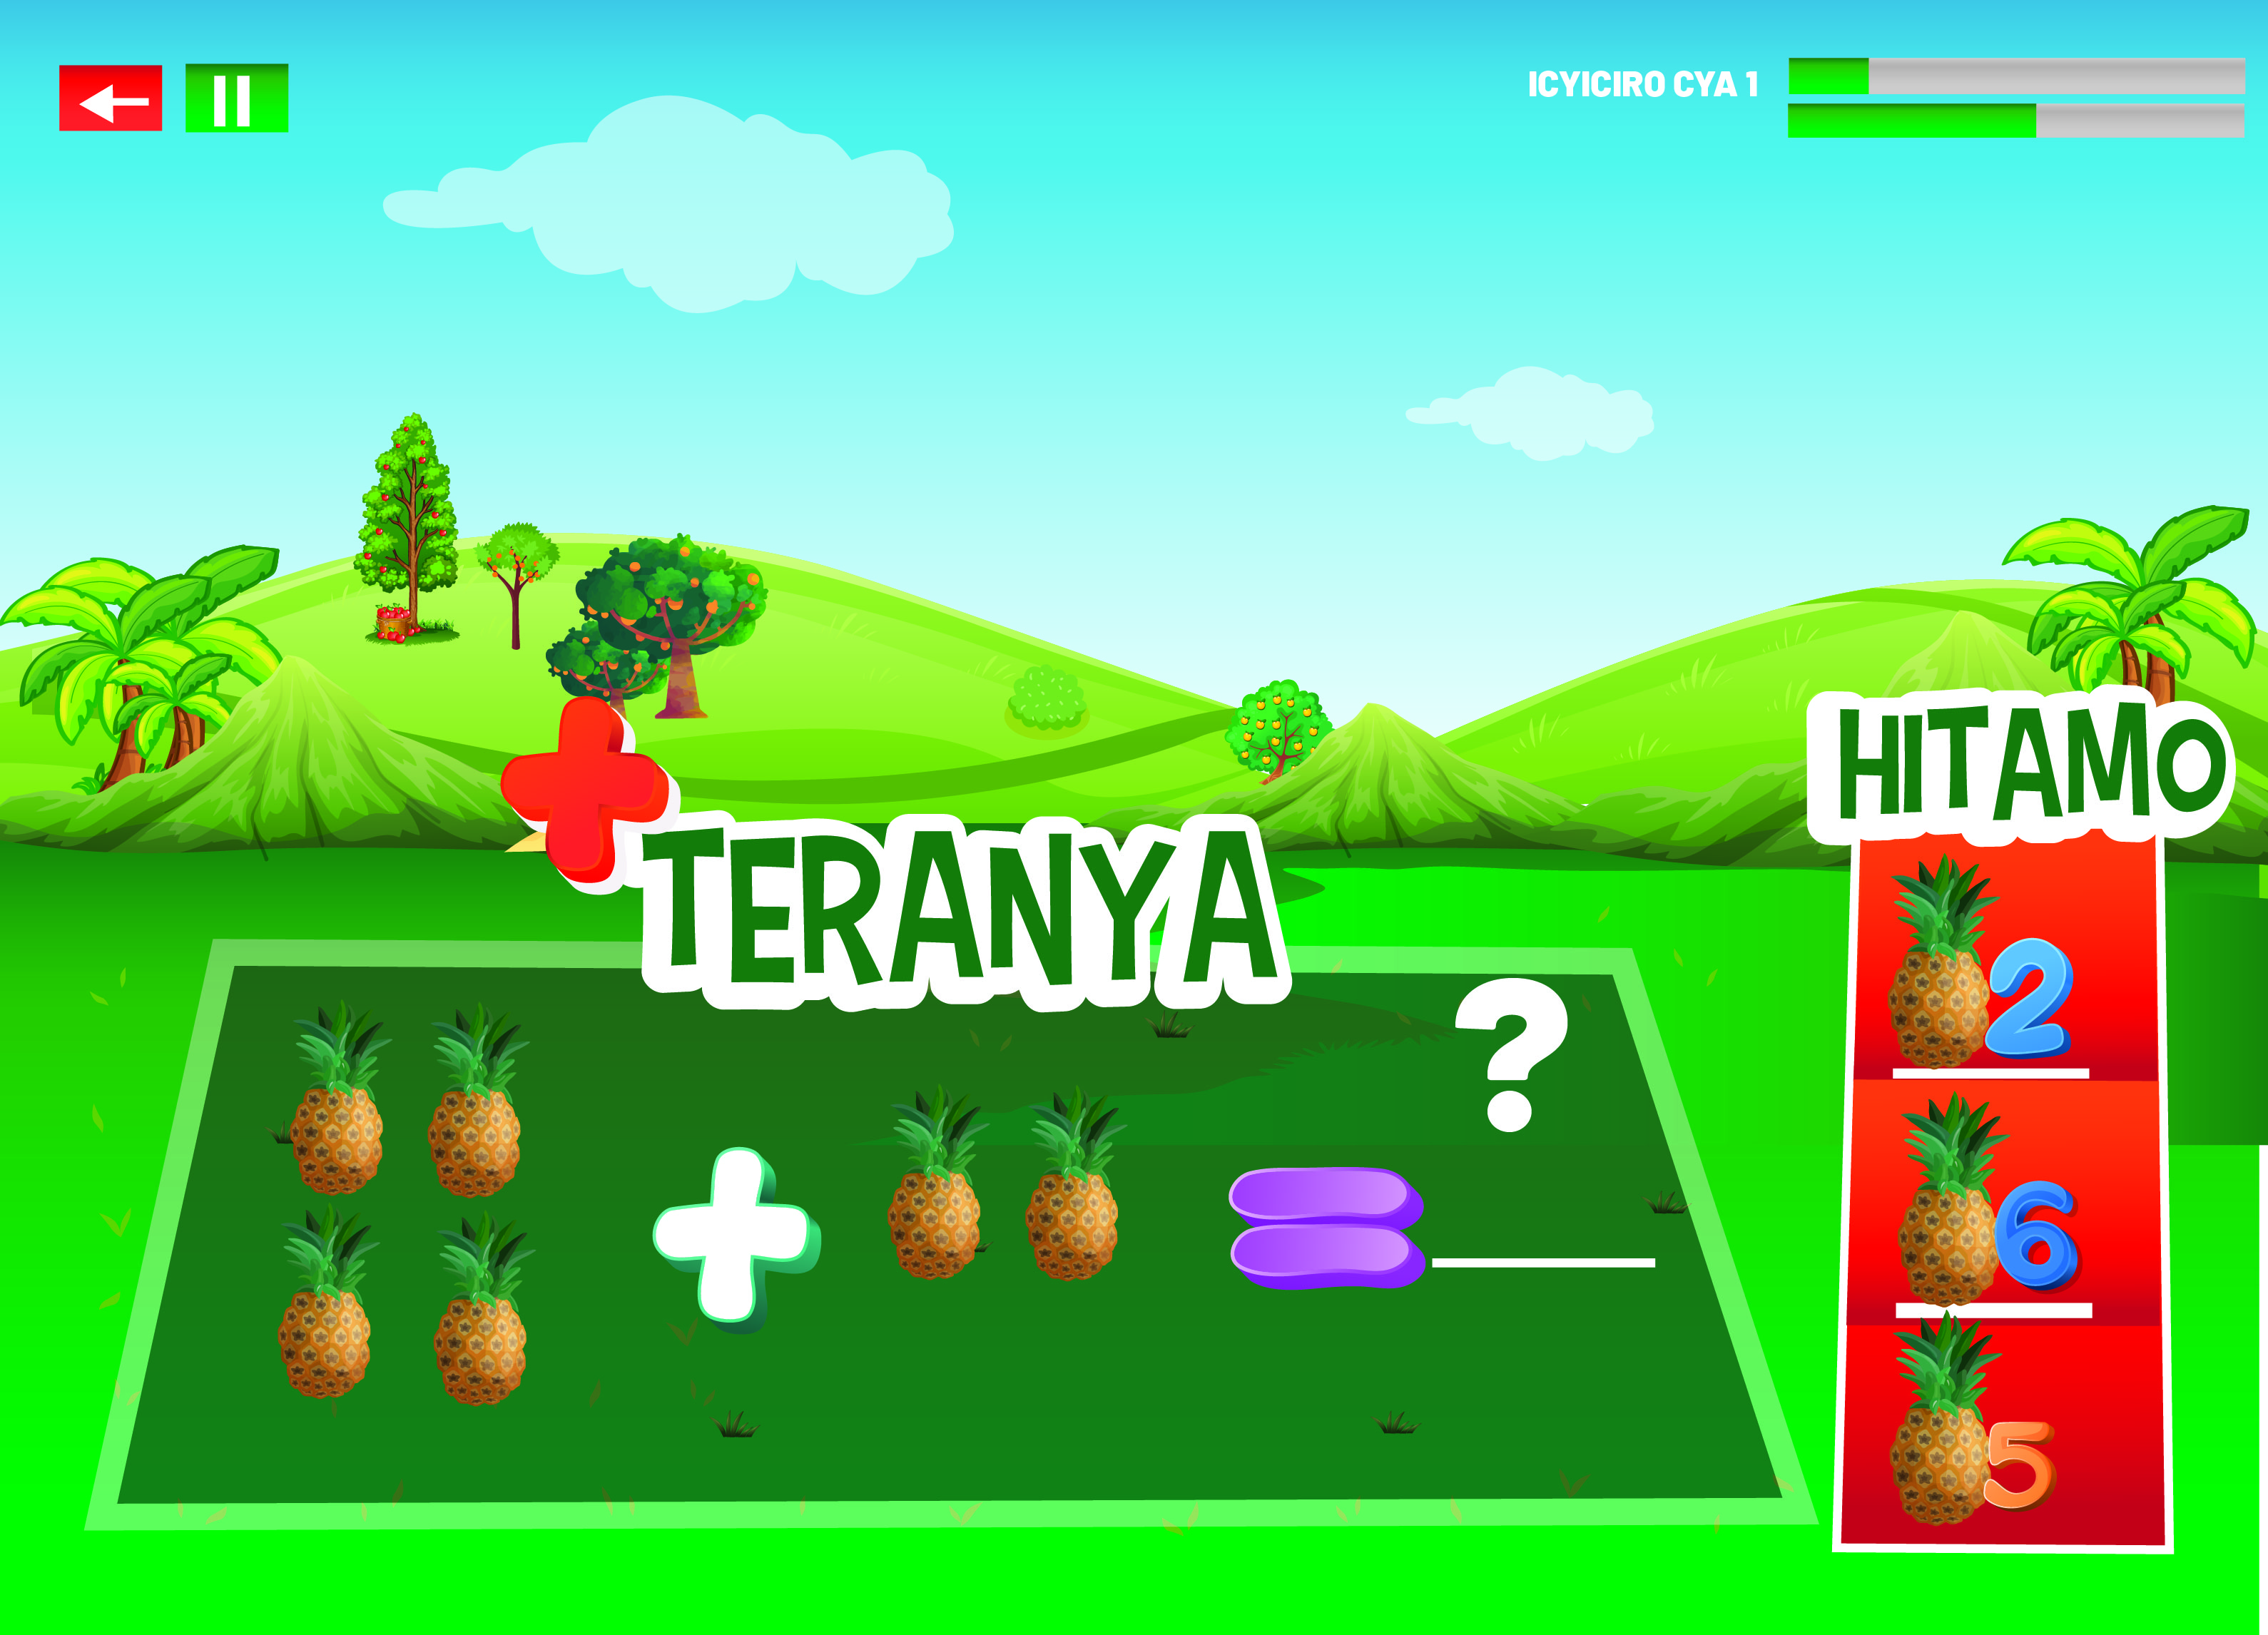 ICYICIRO CYA 1
HITAMO
+TERANYA
?
+ =
2
6
5